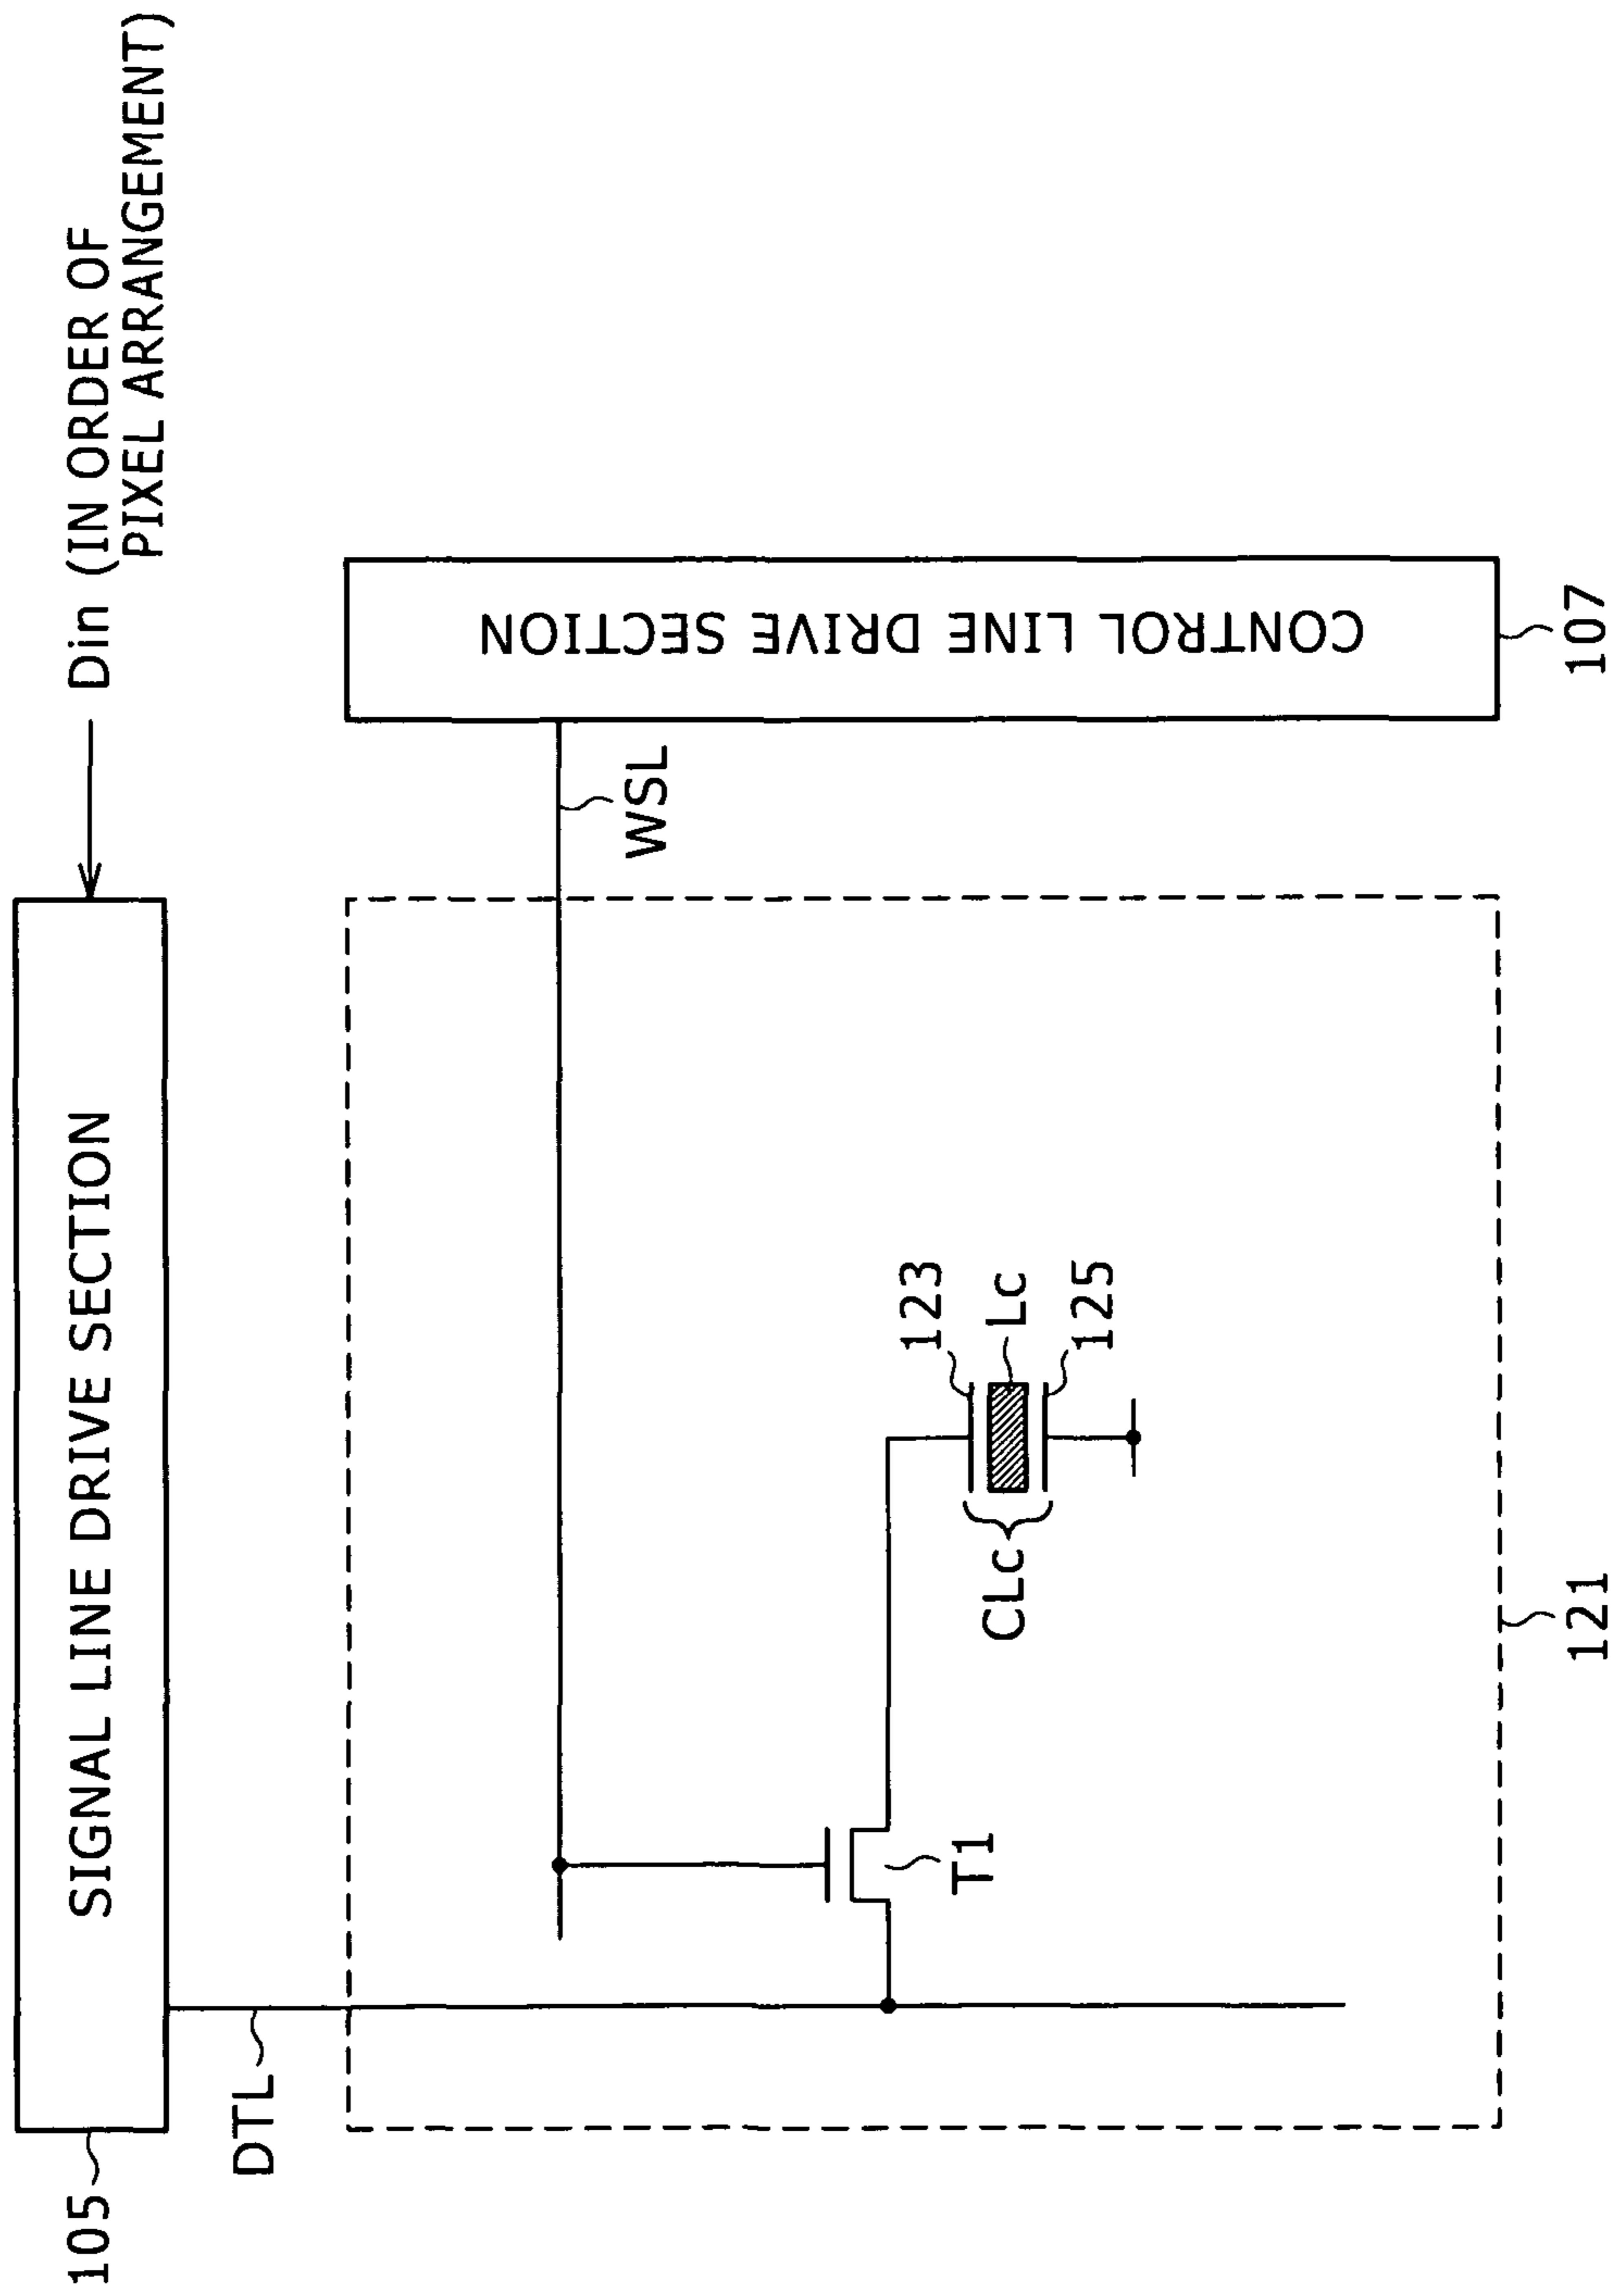 Din (IN ORDER OF
PIXEL ARRANGEMENT)
105
SIGNAL LINE DRIVE SECTION
DTL
WSL
CONTROL LINE DRIVE SECTION
107
T1
CLc
123
Lc
125
121